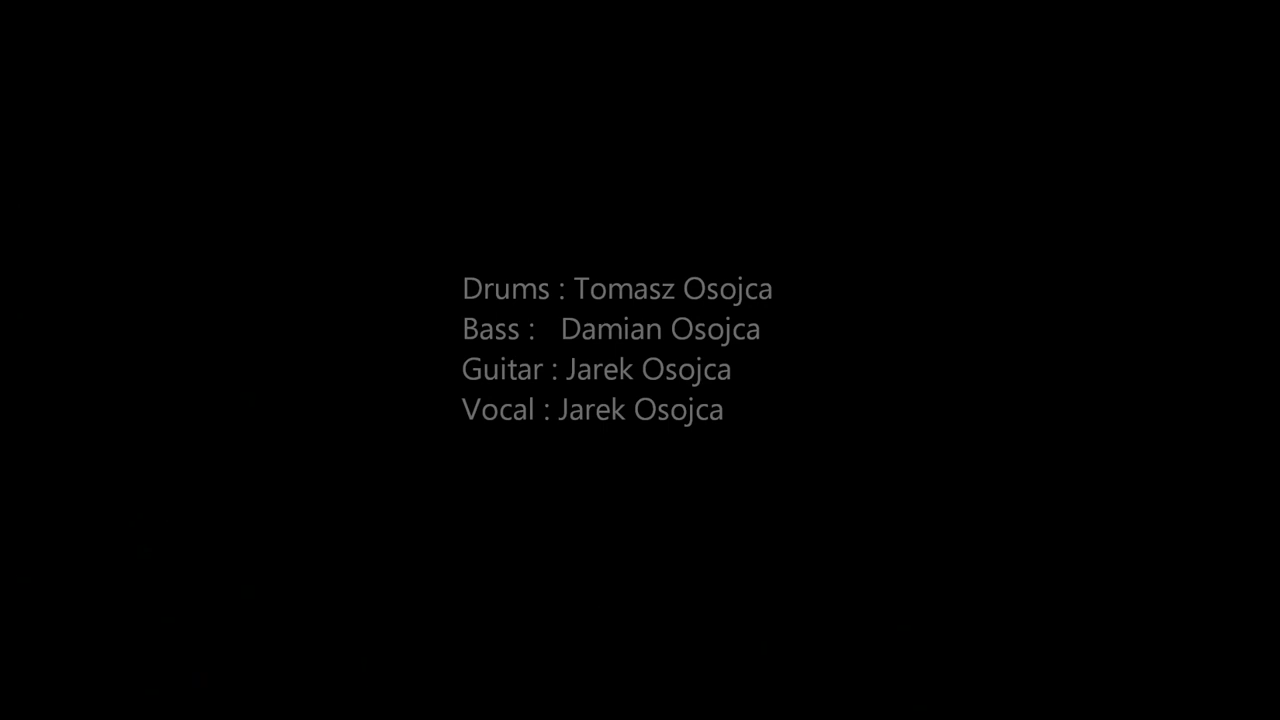 Drums : Tomasz Osojca
Bass :   Damian Osojca
Guitar : Jarek Osojca
Vocal : Jarek Osojca